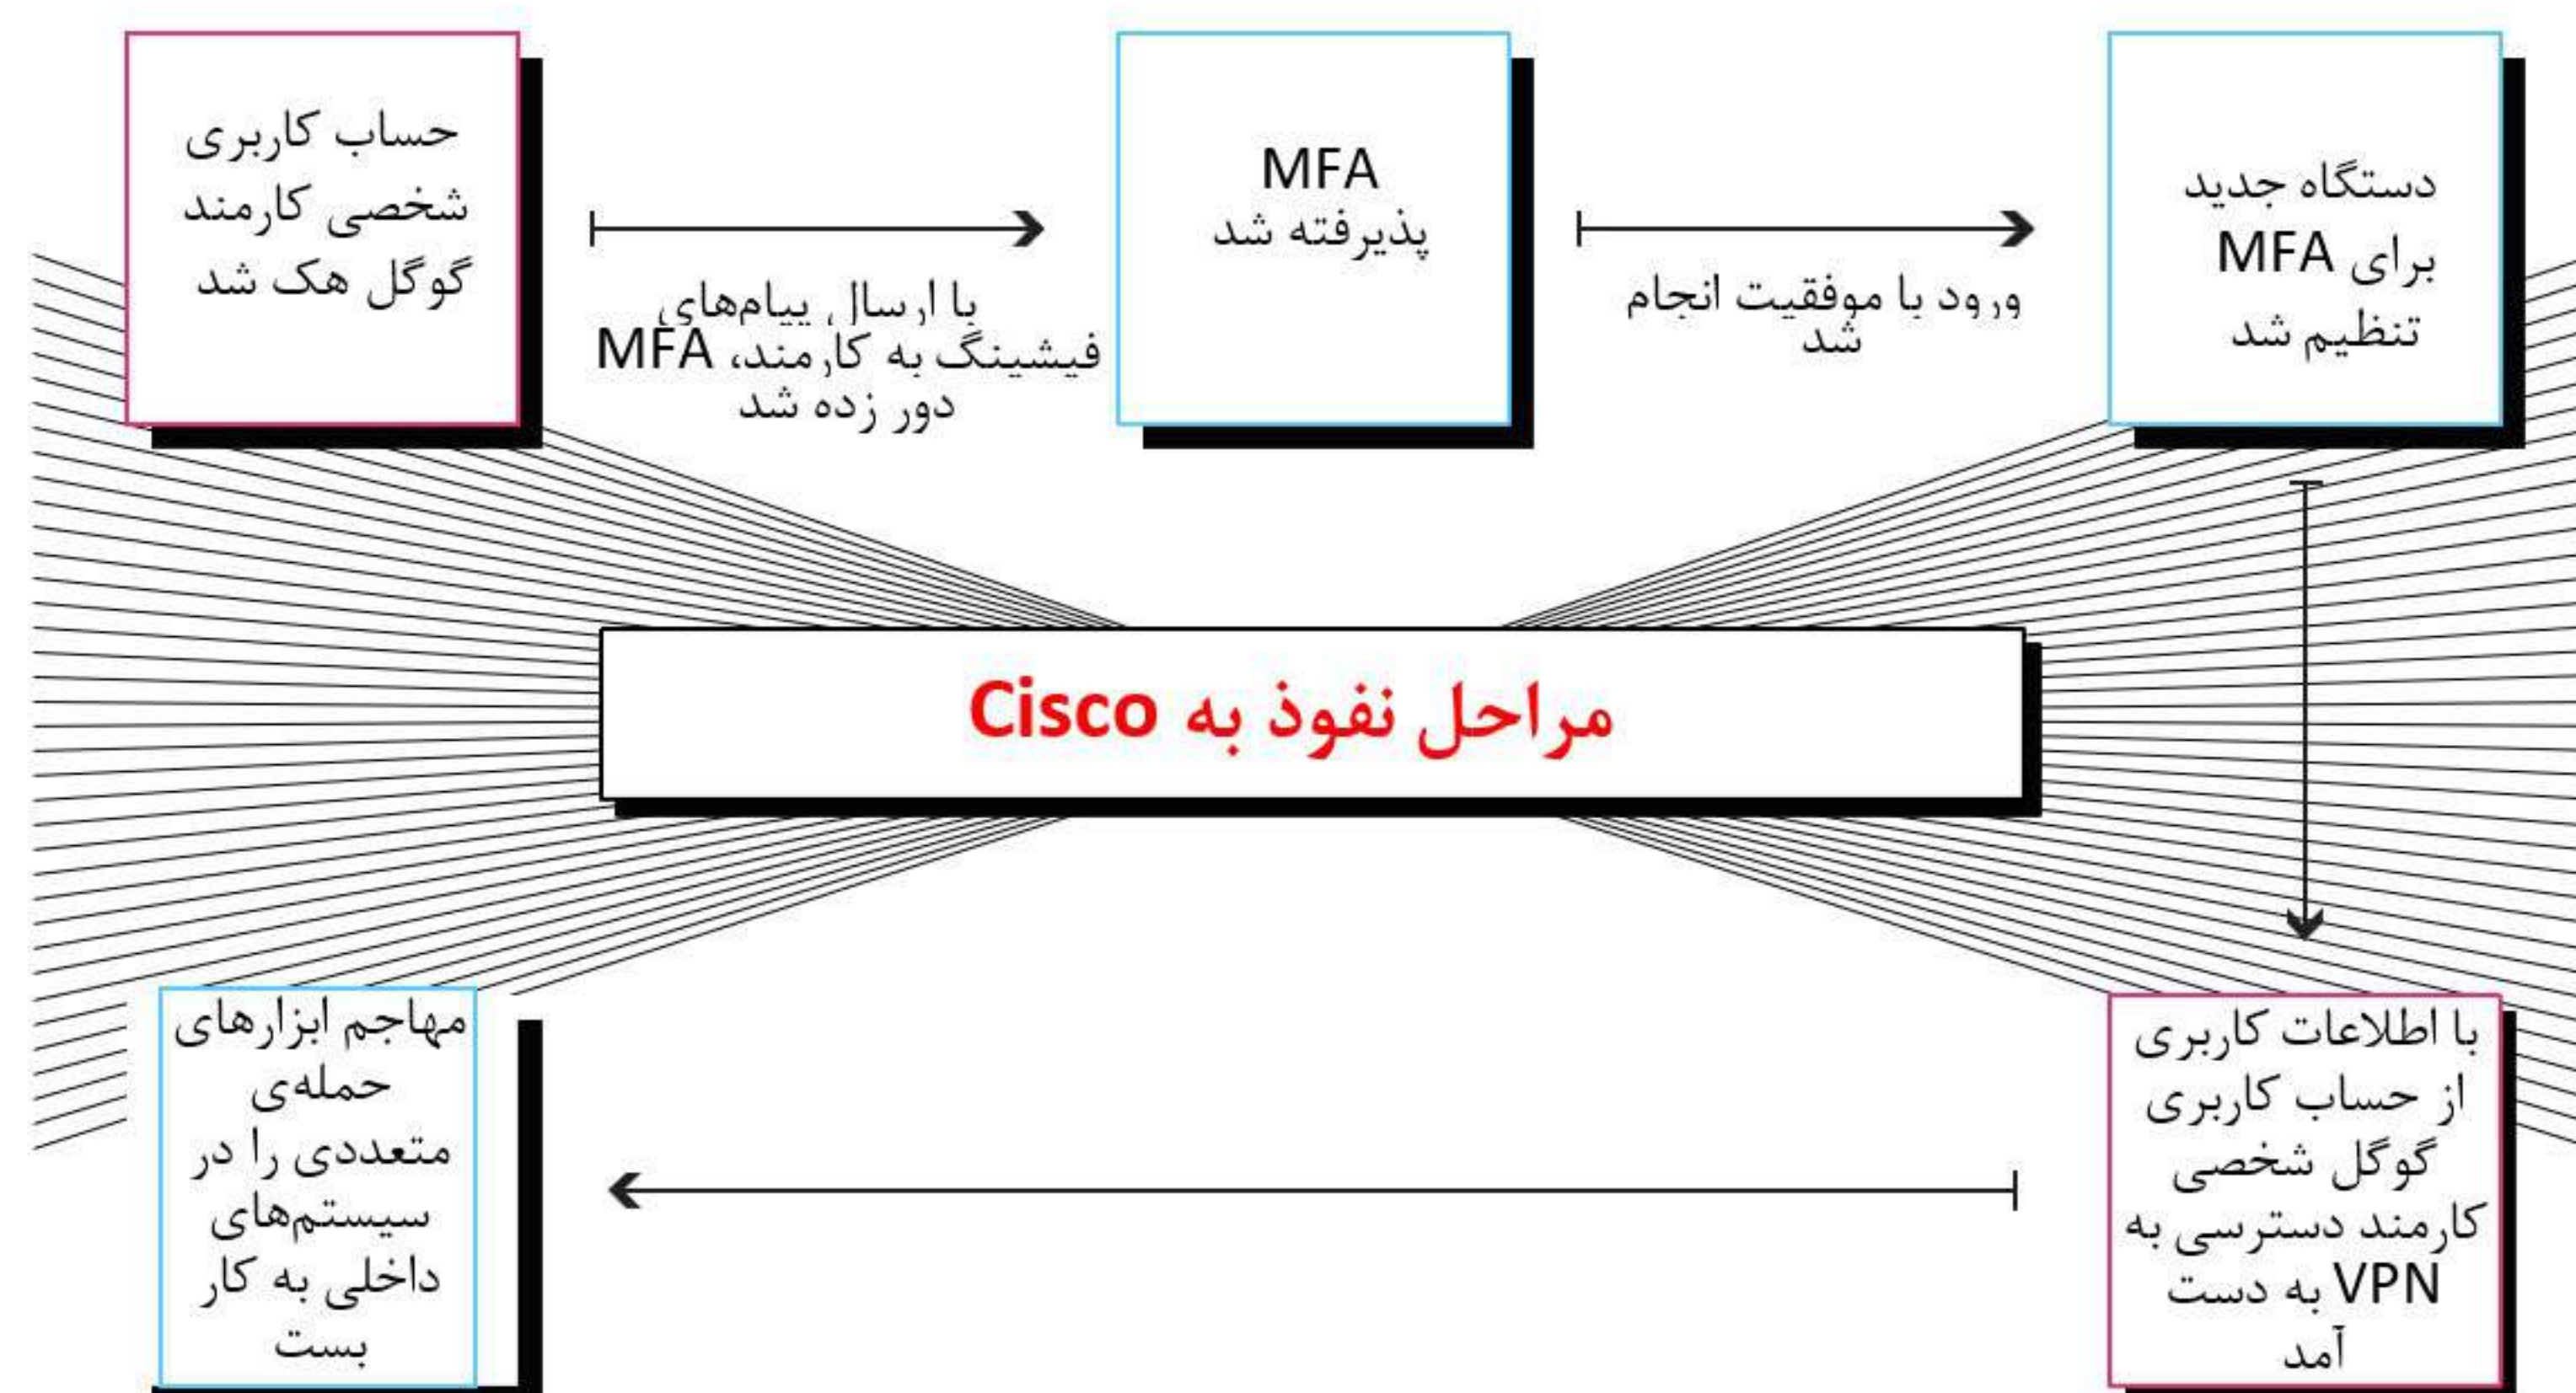 حساب کاربری
شخصی کارمند
گوگل هک شد
با ارسال پیام‌های
فیشینگ به کارمند، MFA
دور زده شد
MFA
پذیرفته شد
ورود با موفقیت انجام
شد
دستگاه جدید
برای MFA
تنظیم شد
مراحل نفوذ به Cisco
با اطلاعات کاربری
از حساب کاربری
گوگل شخصی
کارمند دسترسی به
VPN به دست
آمد
مهاجم ابزارهای
حمله‌ی
متعددی را در
سیستم‌های
داخلی به کار
بست